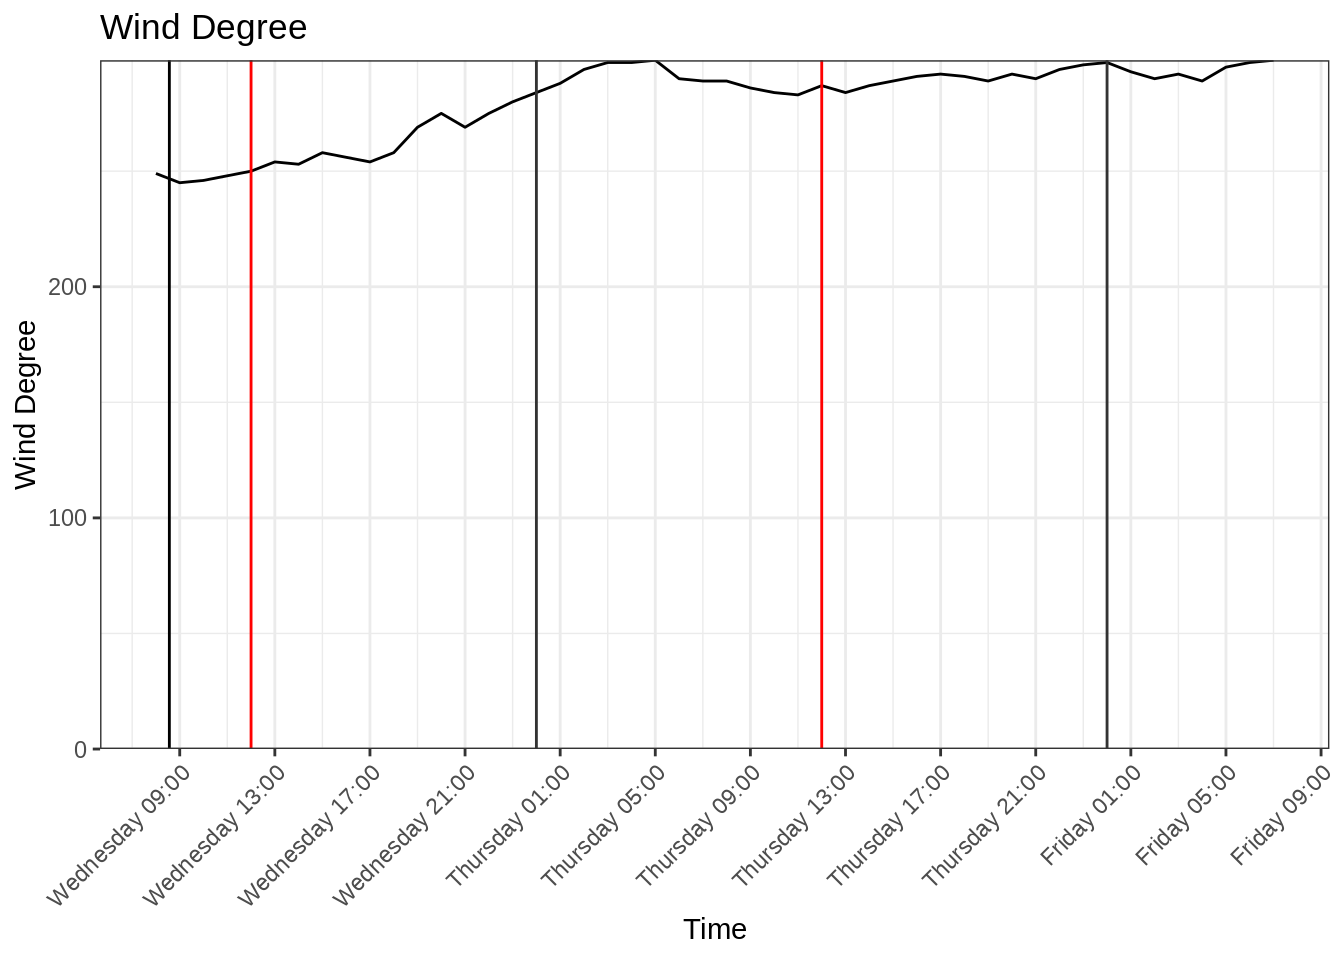 Wind Degree
Wind Degree
200
100
0
Wednesday 09:00
Wednesday 13:00
Wednesday 17:00
Wednesday 21:00
Thursday 01:00
Thursday 05:00
Thursday 09:00
Thursday 13:00
Thursday 17:00
Thursday 21:00
Friday 01:00
Friday 05:00
Friday 09:00
Time